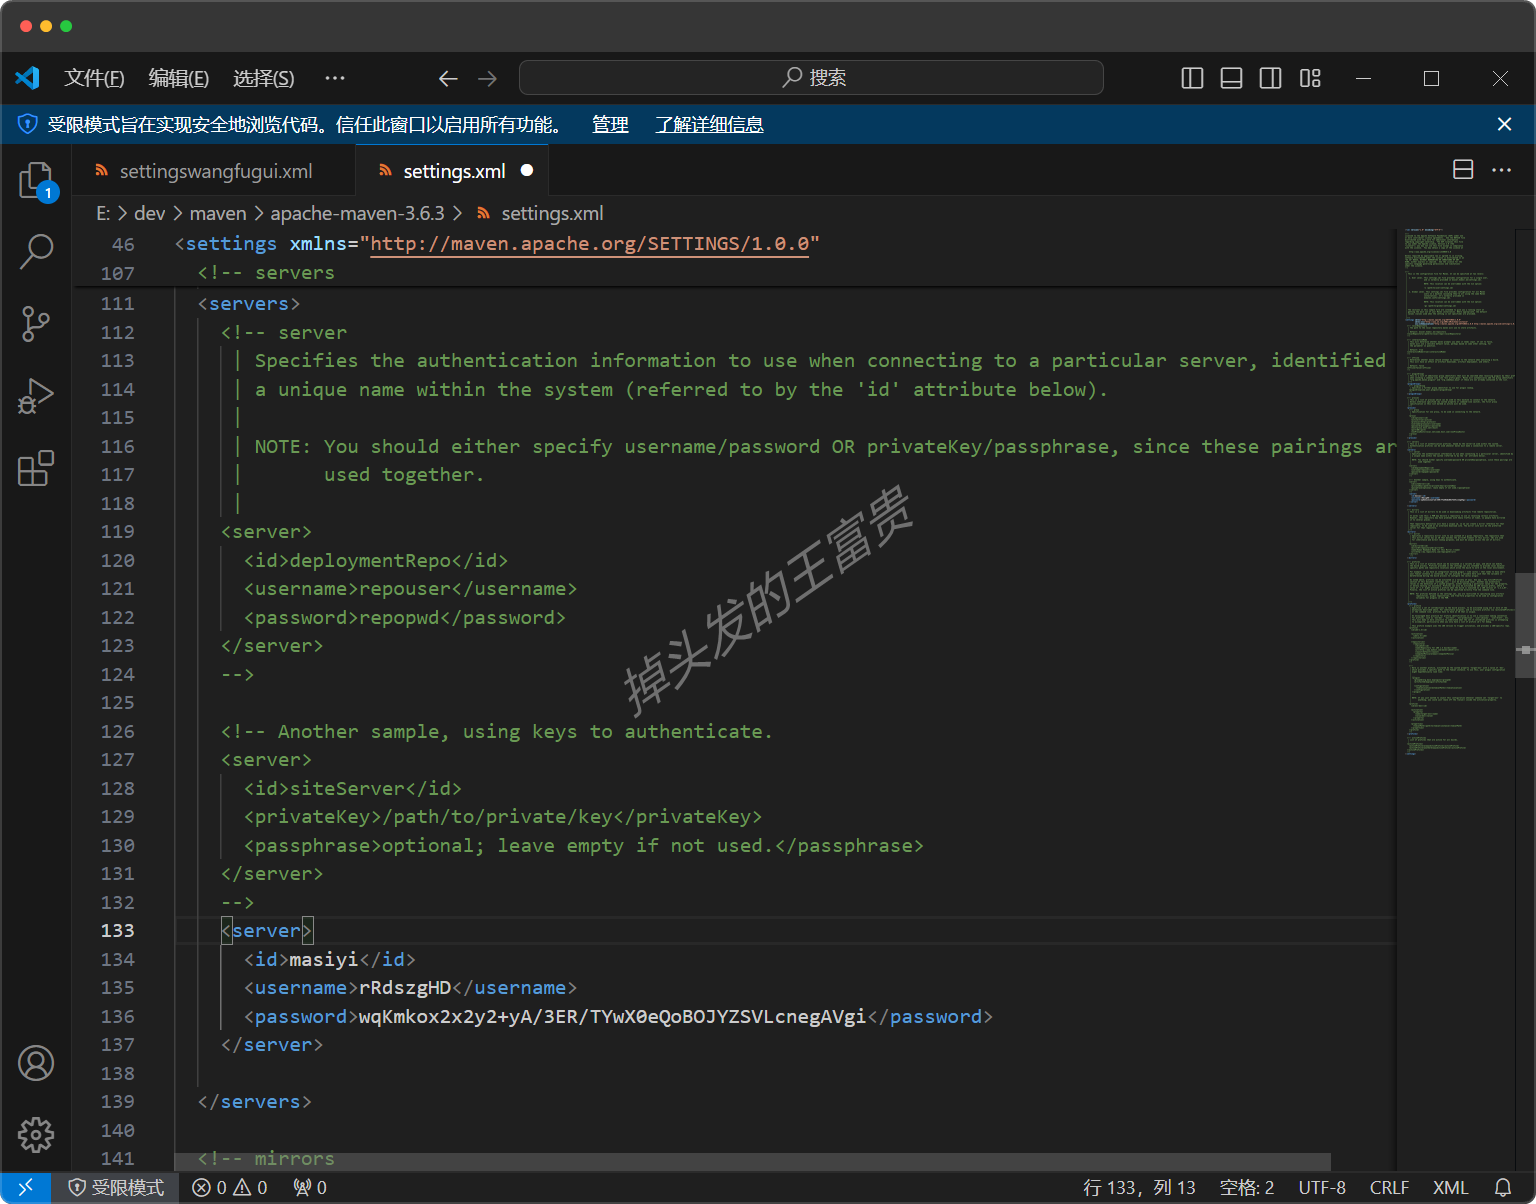 文件(F) 编辑(E) 选择(S) ··· 搜索
受限模式旨在实现安全地浏览代码。信任此窗口以启用所有功能。 管理 了解详细信息
1
settingswangfugui.xml settings.xml
E: > dev > maven > apache-maven-3.6.3 > settings.xml
46 <settings xmlns="http://maven.apache.org/SETTINGS/1.0.0"
107 <!-- servers
111 <servers>
112 <!-- server
113 | Specifies the authentication information to use when connecting to a particular server, identified
114 | a unique name within the system (referred to by the 'id' attribute below).
115 |
116 | NOTE: You should either specify username/password OR privateKey/passphrase, since these pairings ar
117 | used together.
118 |
119 <server>
120 <id>deploymentRepo</id>
121 <username>repouser</username>
122 <password>repopwd</password>
123 </server>
124 -->
125
126 <!-- Another sample, using keys to authenticate.
127 <server>
128 <id>siteServer</id>
129 <privateKey>/path/to/private/key</privateKey>
130 <passphrase>optional; leave empty if not used.</passphrase>
131 </server>
132 -->
133 <server>
134 <id>masiyi</id>
135 <username>rRdszgHD</username>
136 <password>wqKmkox2x2y2+yA/3ER/TYwX0eQoBOJYZSVLcnegAVgi</password>
137 </server>
138
139 </servers>
140
141 <!-- mirrors
掉头发的王富贵
受限模式 0 0 0 行 133，列 13 空格: 2 UTF-8 CRLF XML